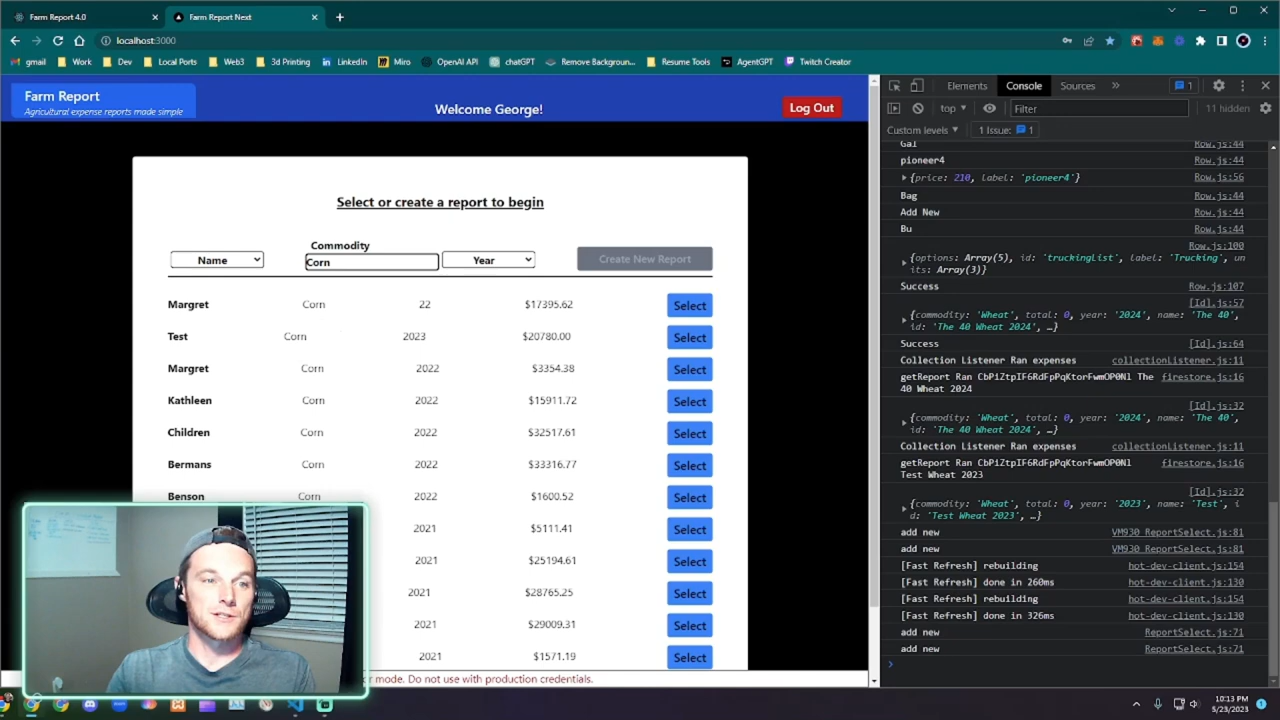 Farm Report 4.0
Farm Report Next
localhost:3000
gmail Work Dev Local Ports Web3 3d Printing LinkedIn Miro OpenAI API chatGPT Remove Backgroun... Resume Tools AgentGPT Twitch Creator
Farm Report
Agricultural expense reports made simple
Welcome George!
Log Out
Select or create a report to begin
Commodity
Name Corn Year Create New Report
Margret Corn 22 $17395.62 Select
Test Corn 2023 $20780.00 Select
Margret Corn 2022 $3354.38 Select
Kathleen Corn 2022 $15911.72 Select
Children Corn 2022 $32517.61 Select
Bermans Corn 2022 $33316.77 Select
Benson Corn 2022 $1600.52 Select
2021 $5111.41 Select
2021 $25194.61 Select
2021 $28765.25 Select
2021 $29009.31 Select
2021 $1571.19 Select
r mode. Do not use with production credentials.
Elements Console Sources 1
top Filter 11 hidden
Custom levels 1 Issue: 1
Gal Row.js:44
pioneer4 Row.js:44
{price: 210, label: 'pioneer4'} Row.js:56
Bag Row.js:44
Add New Row.js:44
Bu Row.js:44
Row.js:100
{options: Array(5), id: 'truckingList', label: 'Trucking', un
its: Array(3)}
Success Row.js:107
[Id].js:57
{commodity: 'Wheat', total: 0, year: '2024', name: 'The 40',
id: 'The 40 Wheat 2024', …}
Success [Id].js:64
Collection Listener Ran expenses collectionListener.js:11
getReport Ran CbPiZtpIF6RdFpPqKtorFwmOP0Nl The firestore.js:16
40 Wheat 2024
[Id].js:32
{commodity: 'Wheat', total: 0, year: '2024', name: 'The 40',
id: 'The 40 Wheat 2024', …}
Collection Listener Ran expenses collectionListener.js:11
getReport Ran CbPiZtpIF6RdFpPqKtorFwmOP0Nl firestore.js:16
Test Wheat 2023
[Id].js:32
{commodity: 'Wheat', total: 0, year: '2023', name: 'Test', i
d: 'Test Wheat 2023', …}
add new VM930 ReportSelect.js:81
add new VM930 ReportSelect.js:81
[Fast Refresh] rebuilding hot-dev-client.js:154
[Fast Refresh] done in 260ms hot-dev-client.js:130
[Fast Refresh] rebuilding hot-dev-client.js:154
[Fast Refresh] done in 326ms hot-dev-client.js:130
add new ReportSelect.js:71
add new ReportSelect.js:71
10:13 PM
5/23/2023